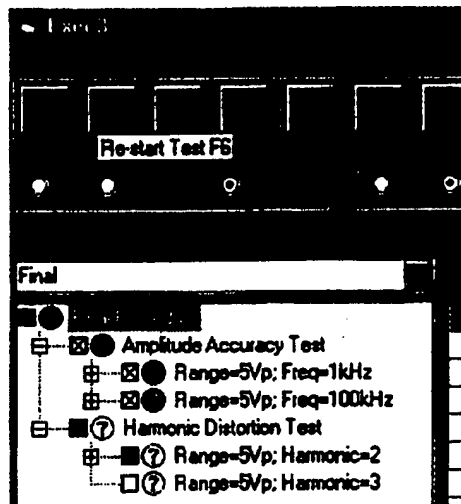 Exec3
Re-start Test F6
Final
Amplitude Accuracy Test
Range=5Vp; Freq=1kHz
Range=5Vp; Freq=100kHz
Harmonic Distortion Test
Range=5Vp; Harmonic=2
Range=5Vp; Harmonic=3